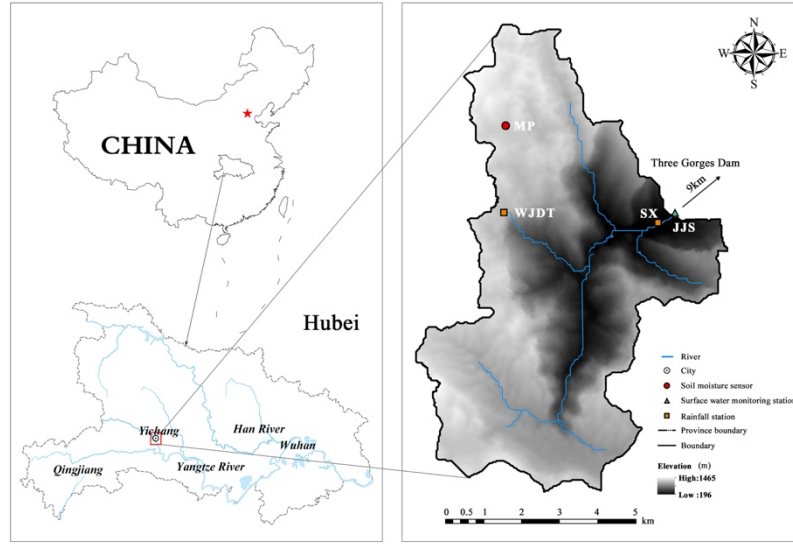 CHINA
Hubei
Yichang
Han River
Wuhan
Qingjiang
Yangtze River
N
W
E
S
MP
Three Gorges Dam
9km
WJDT
SX
JJS
River
City
Soil moisture sensor
Surface water monitoring station
Rainfall station
Province boundary
Boundary
Elevation (m)
High:1465
Low :196
0 0.5 1 2 3 4 5
km